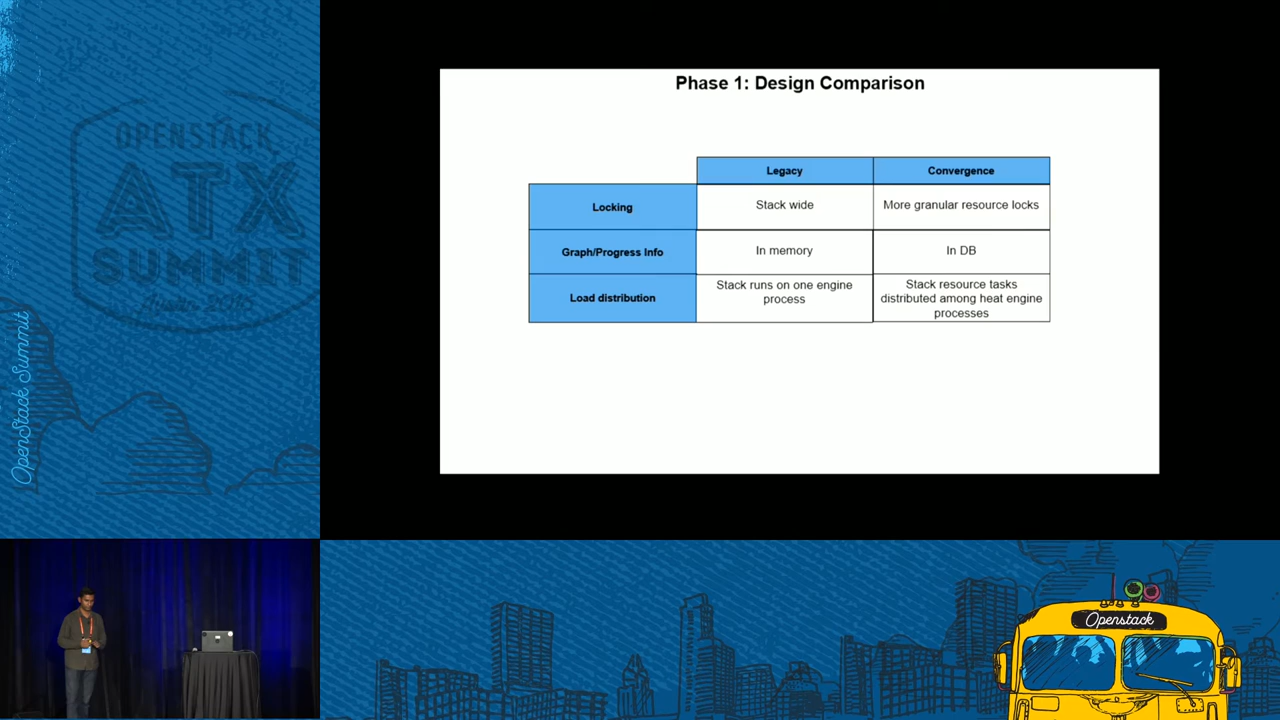 OPENSTACK
ATX
SUMMIT
Austin
OpenStack Summit
Phase 1: Design Comparison
Legacy
Convergence
Locking
Stack wide
More granular resource locks
Graph/Progress Info
In memory
In DB
Load distribution
Stack runs on one engine
process
Stack resource tasks
distributed among heat engine
processes
Openstack